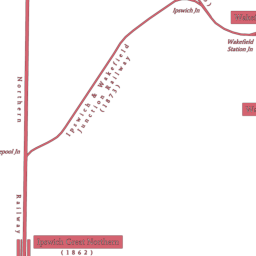 Ipswich Jn
Wakefield
Station Jn
Ipswich & Wakefield
Junction Railway
(1873)
Northern
Railway
Ipswich Great Northern
(1862)